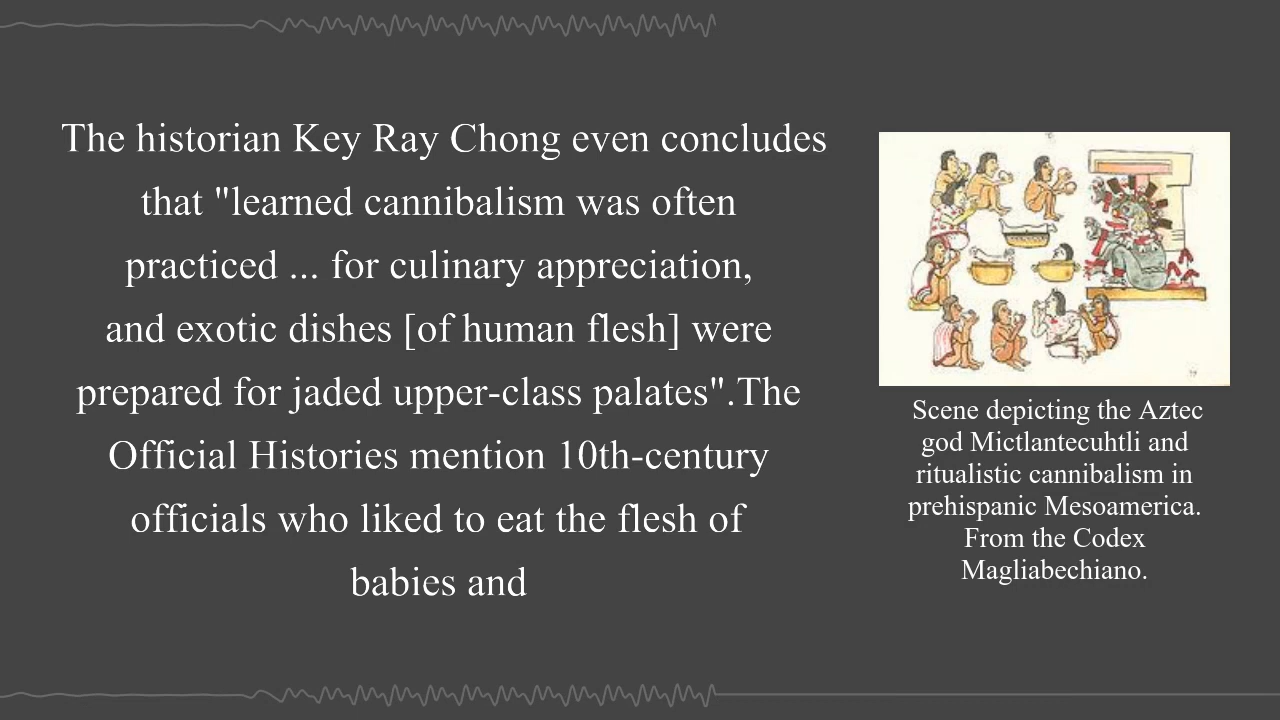 The historian Key Ray Chong even concludes
that "learned cannibalism was often
practiced ... for culinary appreciation,
and exotic dishes [of human flesh] were
prepared for jaded upper-class palates".The
Official Histories mention 10th-century
officials who liked to eat the flesh of
babies and
Scene depicting the Aztec
god Mictlantecuhtli and
ritualistic cannibalism in
prehispanic Mesoamerica.
From the Codex
Magliabechiano.